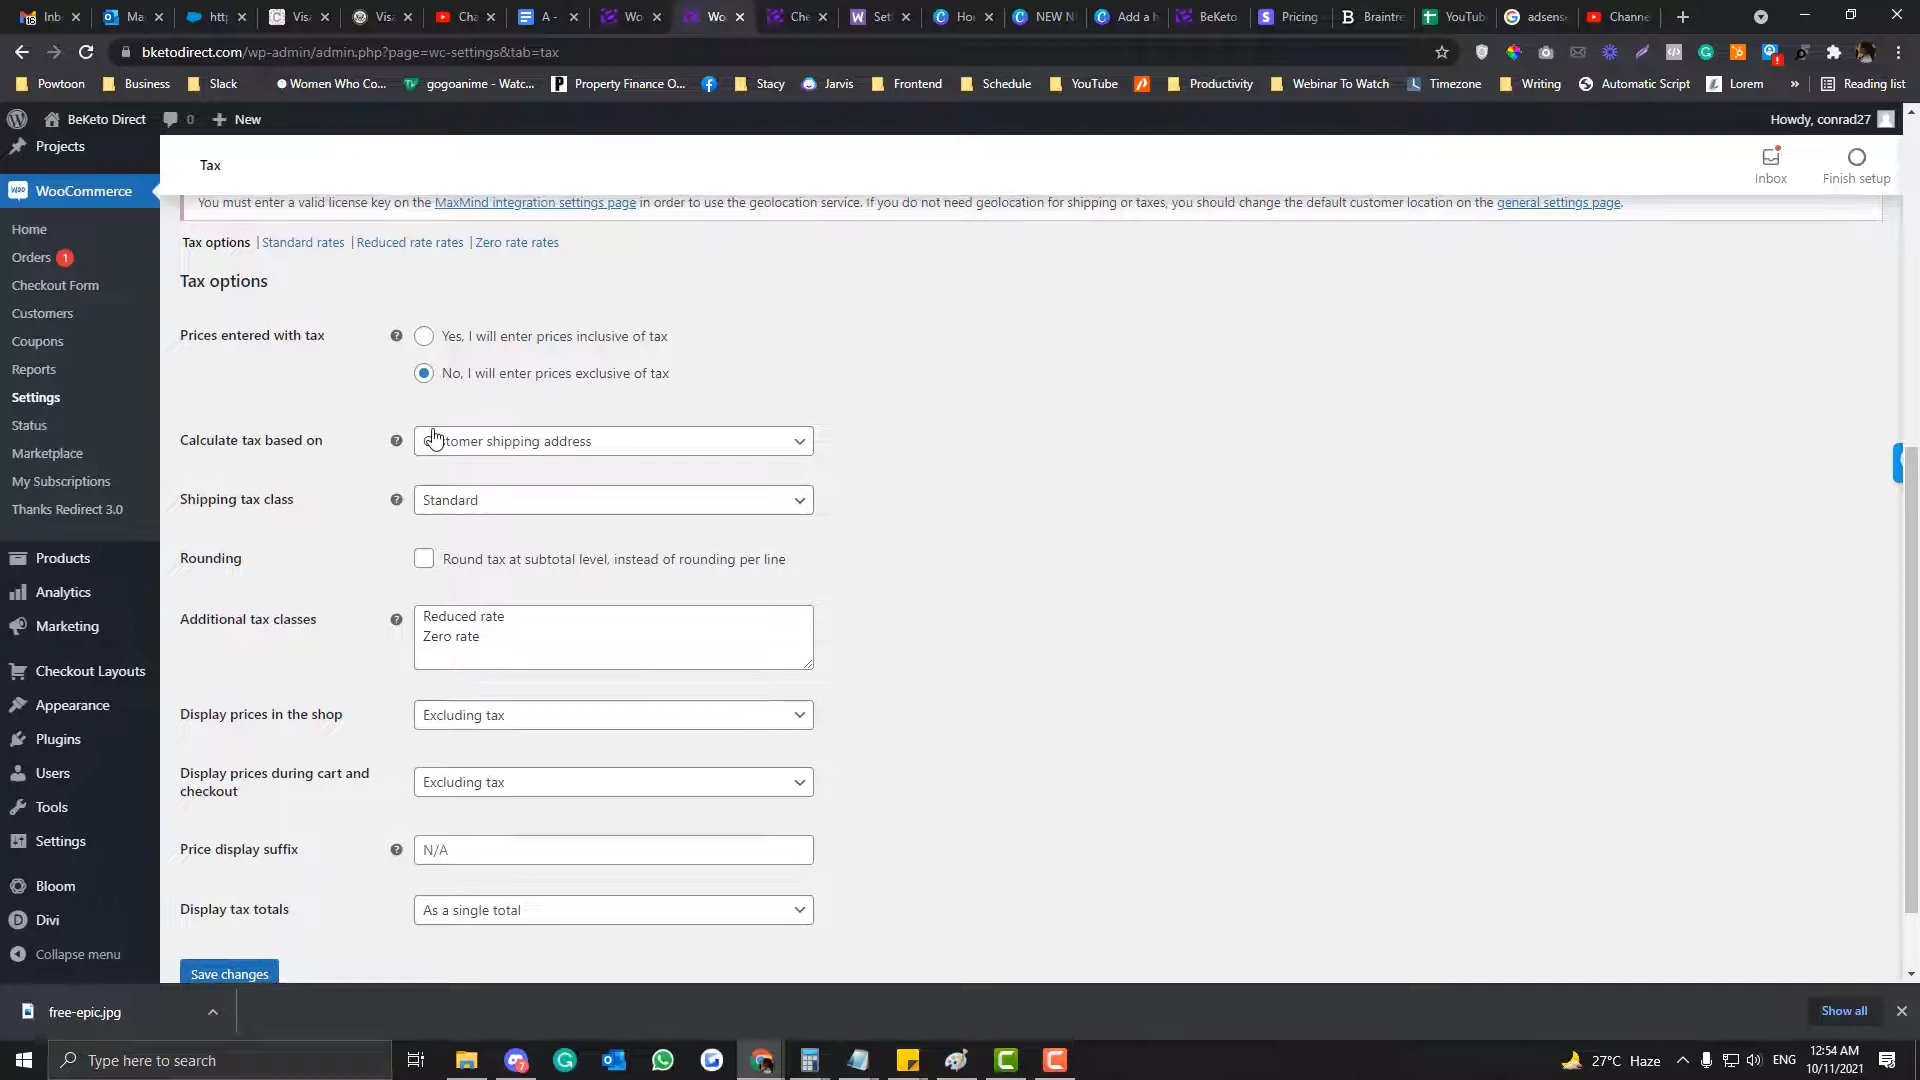 Inb
Ma
http
Visa
Visa
Cha
A -
Wo
Wo
Che
Sett
Ho
NEW N
Add a h
BeKeto
Pricing
Braintre
YouTub
adsens
Channe
bketodirect.com/wp-admin/admin.php?page=wc-settings&tab=tax
Powtoon
Business
Slack
Women Who Co...
gogoanime - Watc...
Property Finance O...
Stacy
Jarvis
Frontend
Schedule
YouTube
Productivity
Webinar To Watch
Timezone
Writing
Automatic Script
Lorem
»
Reading list
BeKeto Direct
0
+ New
Howdy, conrad27
Projects
Tax
Inbox
Finish setup
WooCommerce
Home
Orders 1
Checkout Form
Customers
Coupons
Reports
Settings
Status
Marketplace
My Subscriptions
Thanks Redirect 3.0
Products
Analytics
Marketing
Checkout Layouts
Appearance
Plugins
Users
Tools
Settings
Bloom
Divi
Collapse menu
You must enter a valid license key on the MaxMind integration settings page in order to use the geolocation service. If you do not need geolocation for shipping or taxes, you should change the default customer location on the general settings page.
Tax options | Standard rates | Reduced rate rates | Zero rate rates
Tax options
Prices entered with tax
Yes, I will enter prices inclusive of tax
No, I will enter prices exclusive of tax
Calculate tax based on
Customer shipping address
Shipping tax class
Standard
Rounding
Round tax at subtotal level, instead of rounding per line
Additional tax classes
Reduced rate
Zero rate
Display prices in the shop
Excluding tax
Display prices during cart and
checkout
Excluding tax
Price display suffix
N/A
Display tax totals
As a single total
Save changes
free-epic.jpg
Show all
Type here to search
27°C Haze
ENG
12:54 AM
10/11/2021